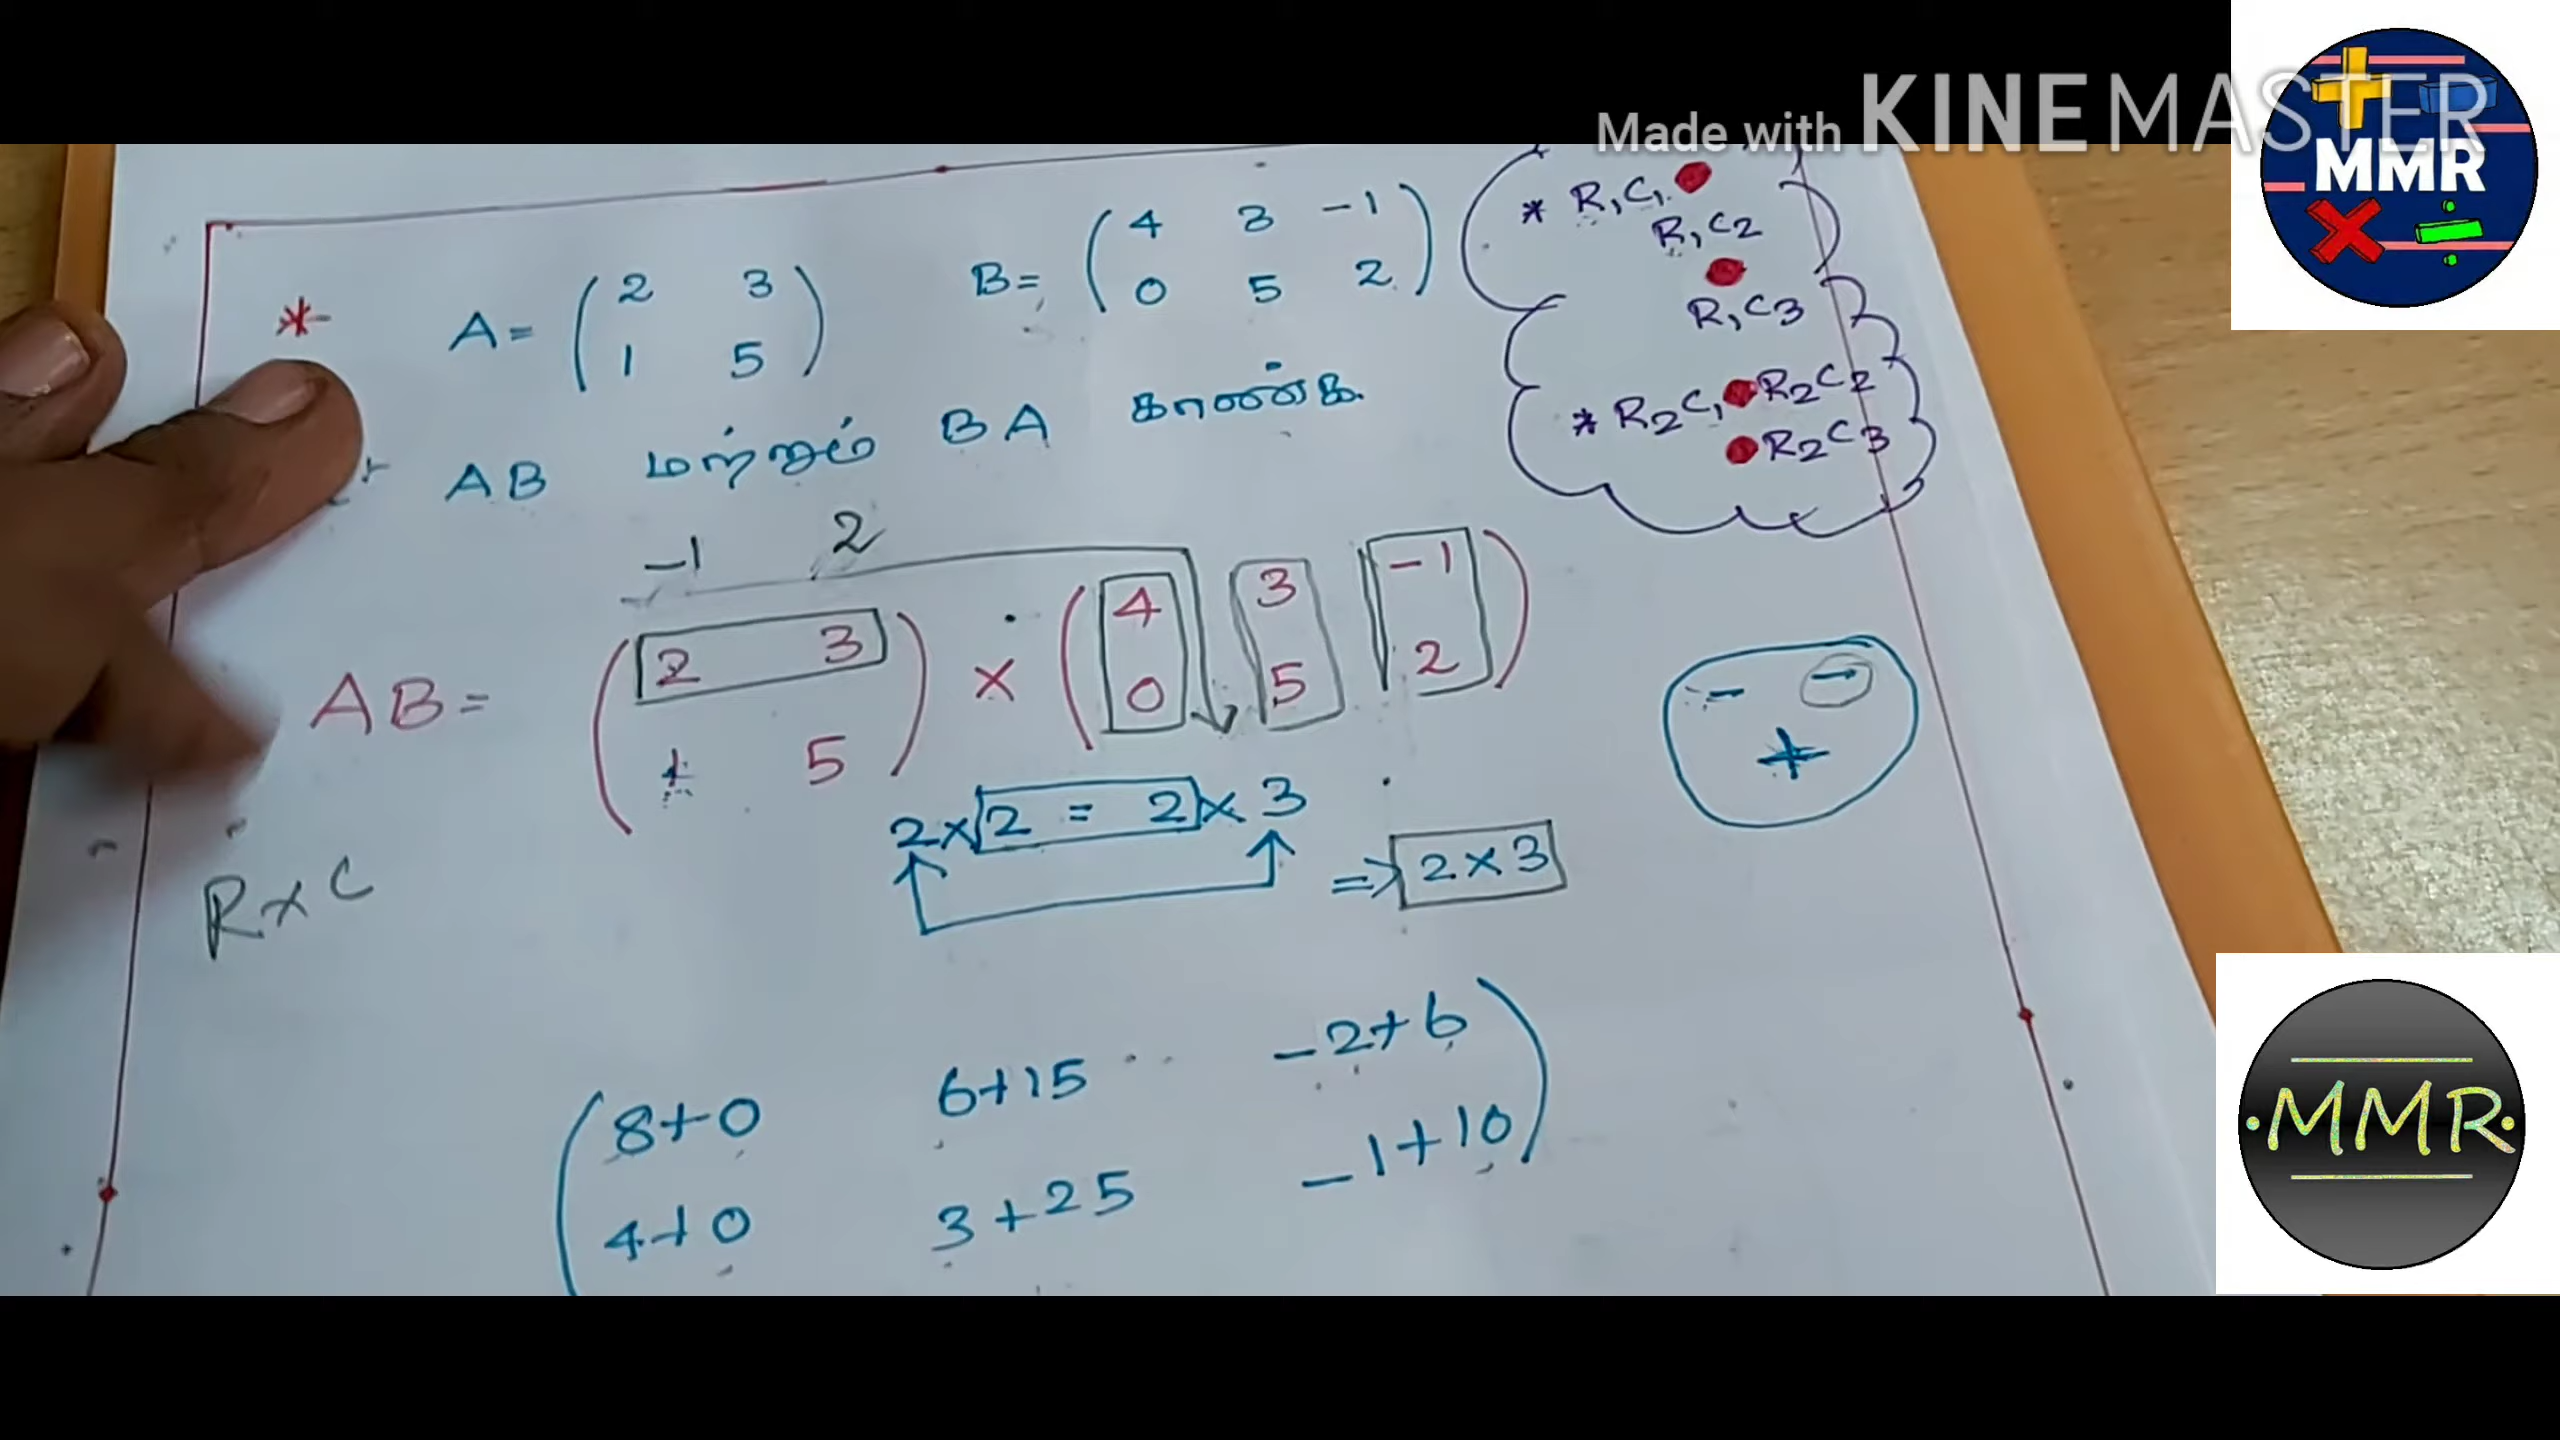 Made with KINEMASTER
MMR
* A = ( 2 3 B = ( 4 3 -1
1 5 ) 0 5 2 )
AB மற்றும் BA காண்க.
* R1C1
R1C2
R1C3
* R2C1 R2C2
R2C3
-1 2
AB = ( 2 3 × ( 4 3 -1
1 5 ) 0 5 2 )
- -
+
2×2 = 2×3
=> 2×3
R×C
( 8+0 6+15 -2+6
4+0 3+25 -1+10 )
MMR